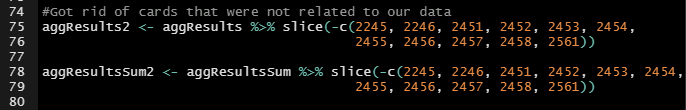 74 #Got rid of cards that were not related to our data
75 aggResults2 <- aggResults %>% slice(-c(2245, 2246, 2451, 2452, 2453, 2454,
76 2455, 2456, 2457, 2458, 2561))
77
78 aggResultsSum2 <- aggResultsSum %>% slice(-c(2245, 2246, 2451, 2452, 2453, 2454,
79 2455, 2456, 2457, 2458, 2561))
80